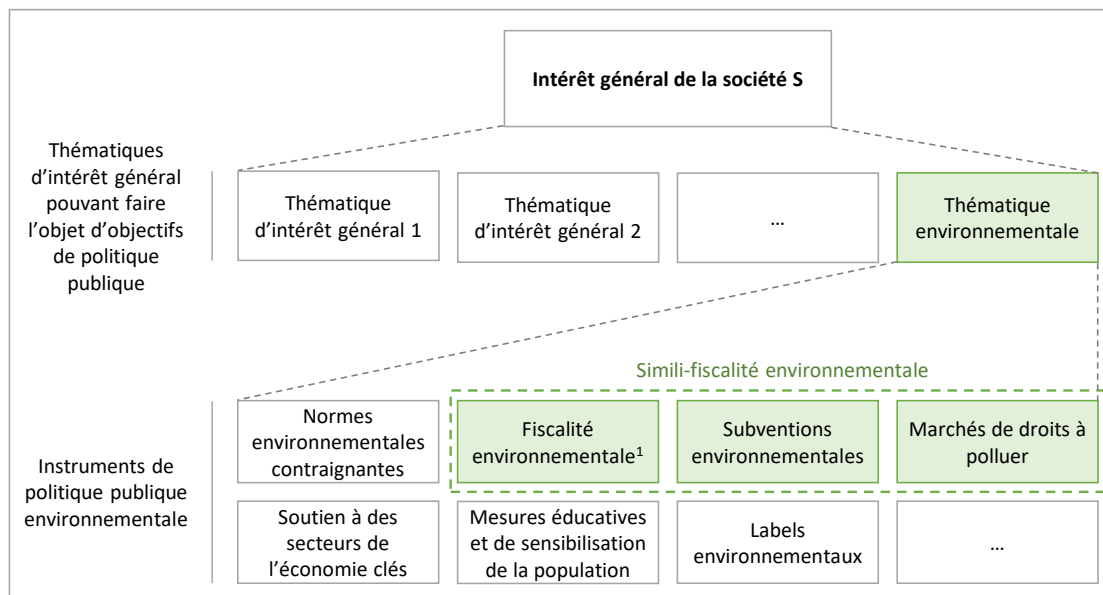 Intérêt général de la société S
Thématiques
d’intérêt général
pouvant faire
l’objet d’objectifs
de politique
publique
Thématique
d’intérêt général 1
Thématique
d’intérêt général 2
...
Thématique
environnementale
Simili-fiscalité environnementale
Instruments de
politique publique
environnementale
Normes
environnementales
contraignantes
Fiscalité
environnementale¹
Subventions
environnementales
Marchés de droits à
polluer
Soutien à des
secteurs de
l’économie clés
Mesures éducatives
et de sensibilisation
de la population
Labels
environnementaux
...